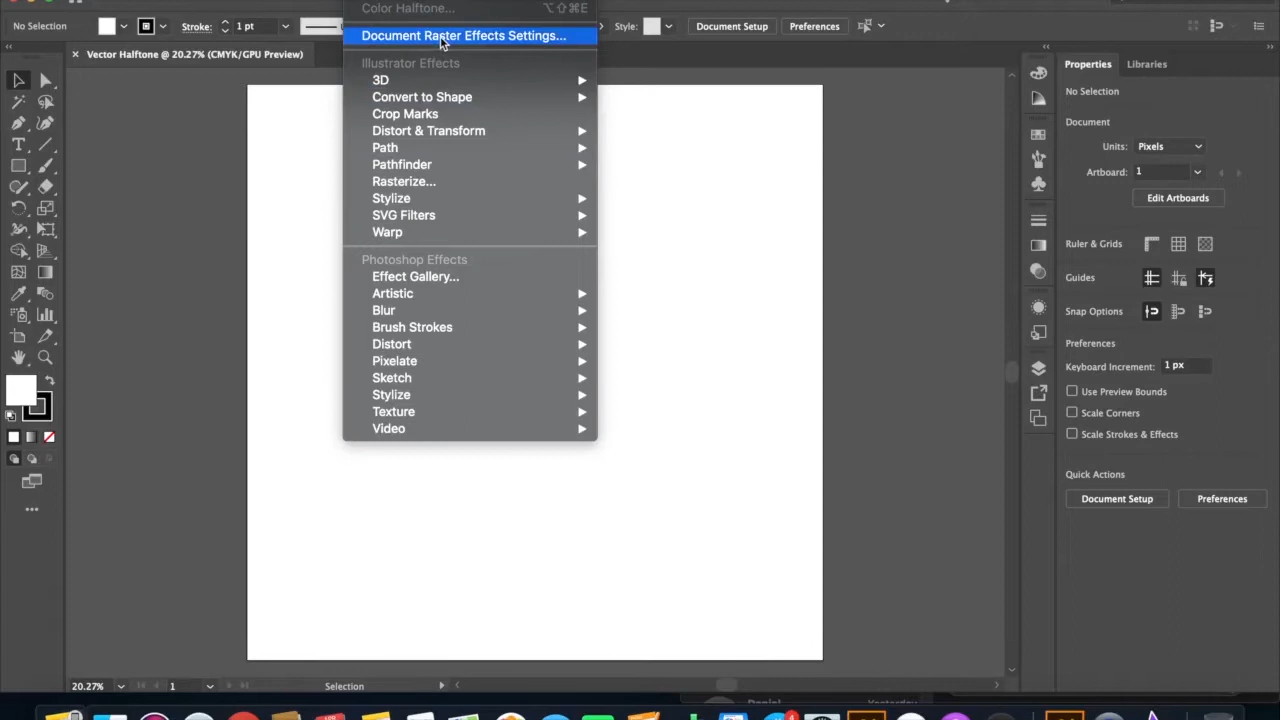 Color Halftone... ⌥⇧⌘E
No Selection
Stroke:
1 pt
Document Raster Effects Settings...
Style:
Document Setup
Preferences
× Vector Halftone @ 20.27% (CMYK/GPU Preview)
Illustrator Effects
3D
Convert to Shape
Crop Marks
Distort & Transform
Path
Pathfinder
Rasterize...
Stylize
SVG Filters
Warp
Photoshop Effects
Effect Gallery...
Artistic
Blur
Brush Strokes
Distort
Pixelate
Sketch
Stylize
Texture
Video
Properties
Libraries
No Selection
Document
Units: Pixels
Artboard: 1
Edit Artboards
Ruler & Grids
Guides
Snap Options
Preferences
Keyboard Increment: 1 px
Use Preview Bounds
Scale Corners
Scale Strokes & Effects
Quick Actions
Document Setup
Preferences
20.27%
1
Selection
Daniel
Yesterday
4